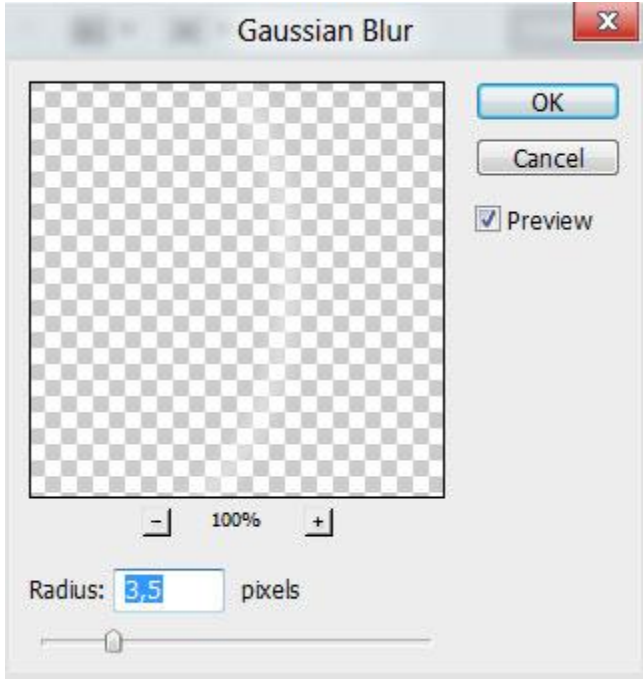 Gaussian Blur
OK
Cancel
Preview
- 100% +
Radius: 3,5 pixels